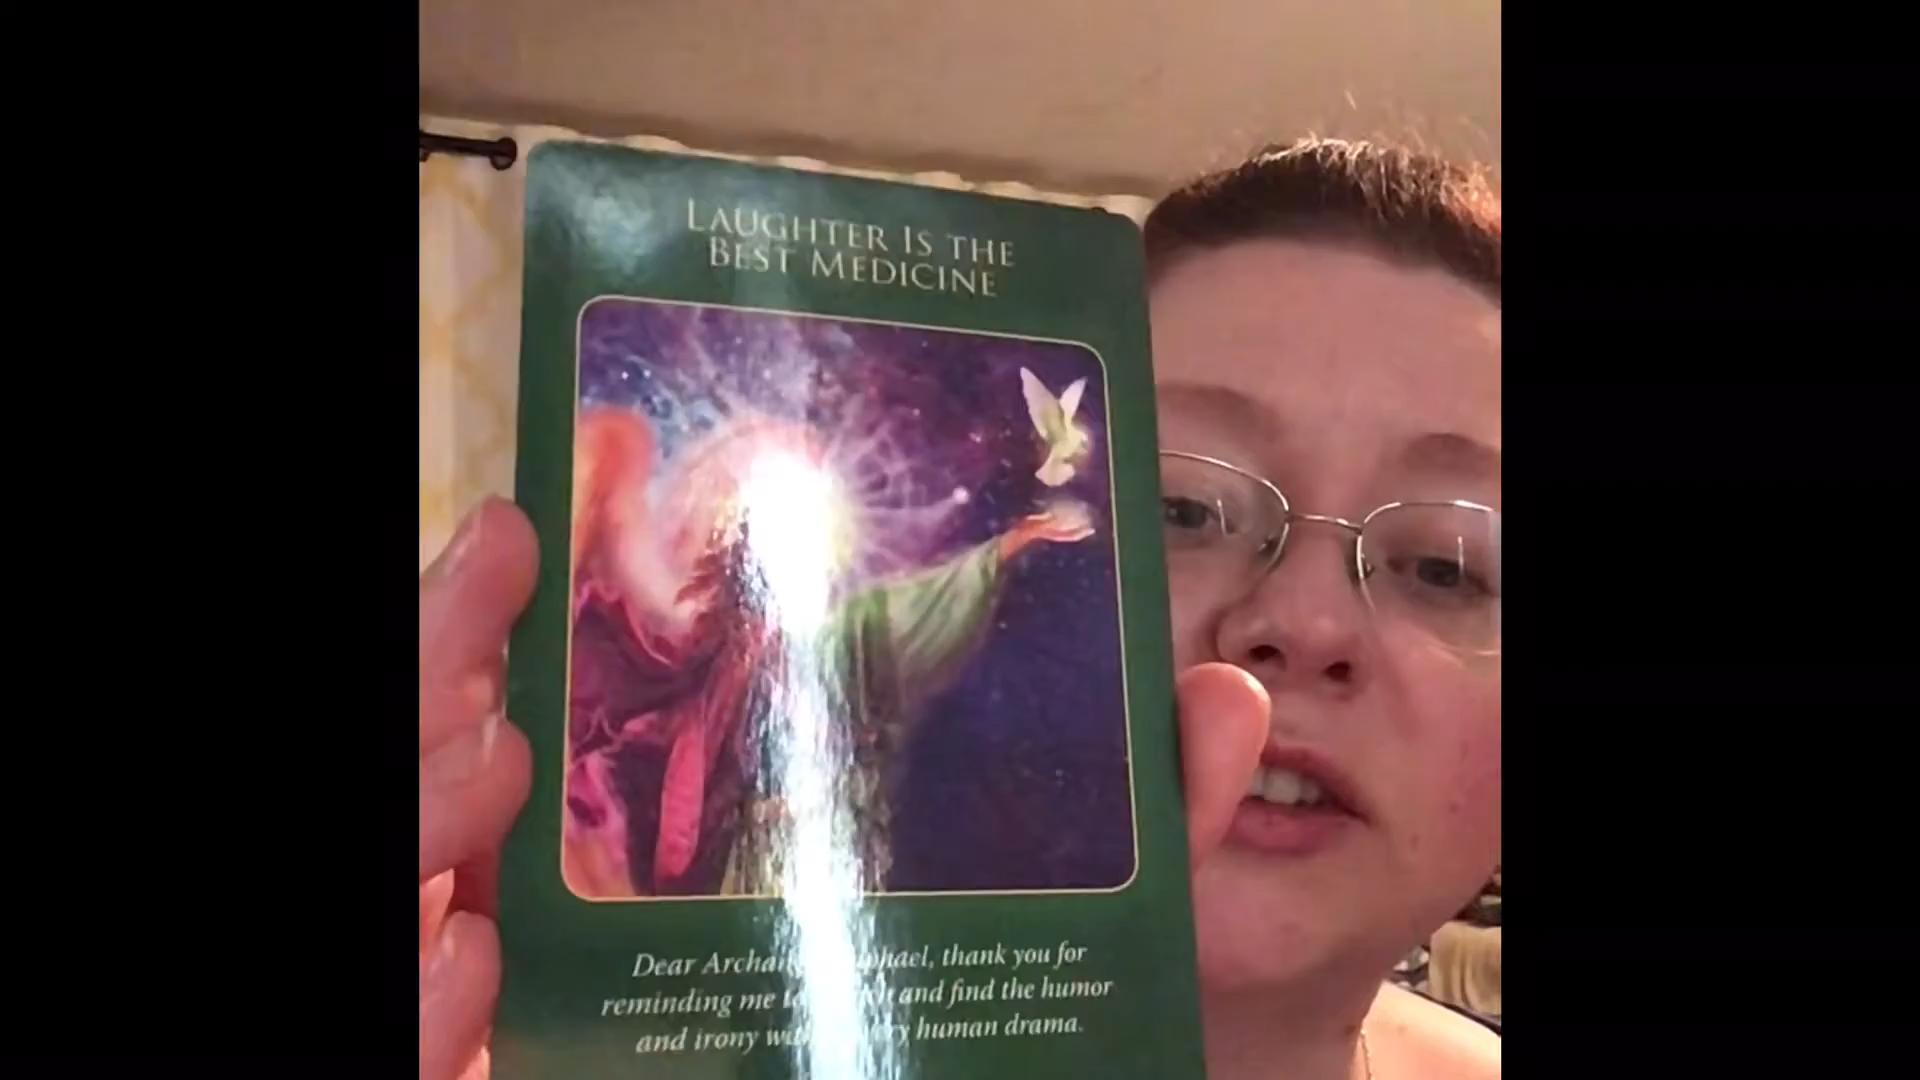 LAUGHTER IS THE
BEST MEDICINE
Dear Raphael, thank you for
reminding me and find the humor
and irony human drama.